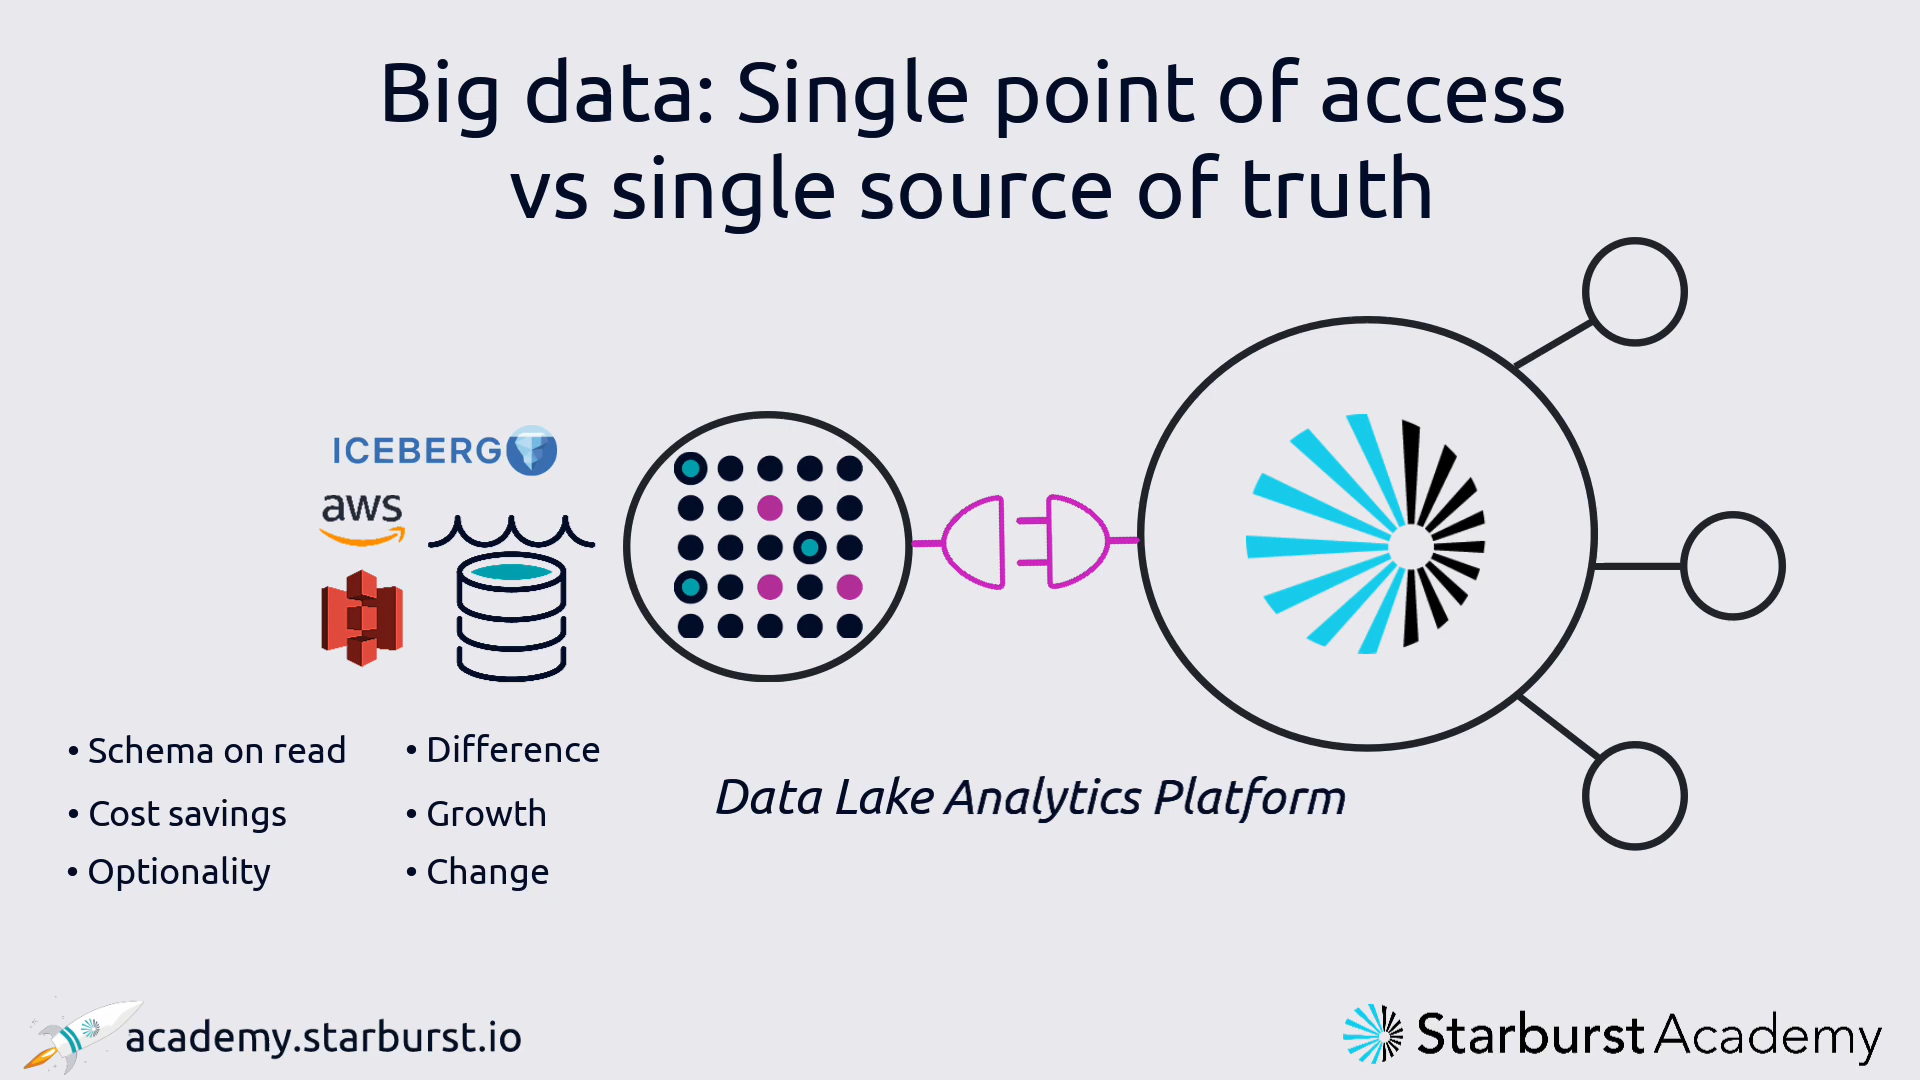 Big data: Single point of access
vs single source of truth
ICEBERG
aws
• Schema on read
• Cost savings
• Optionality
• Difference
• Growth
• Change
Data Lake Analytics Platform
academy.starburst.io
Starburst Academy